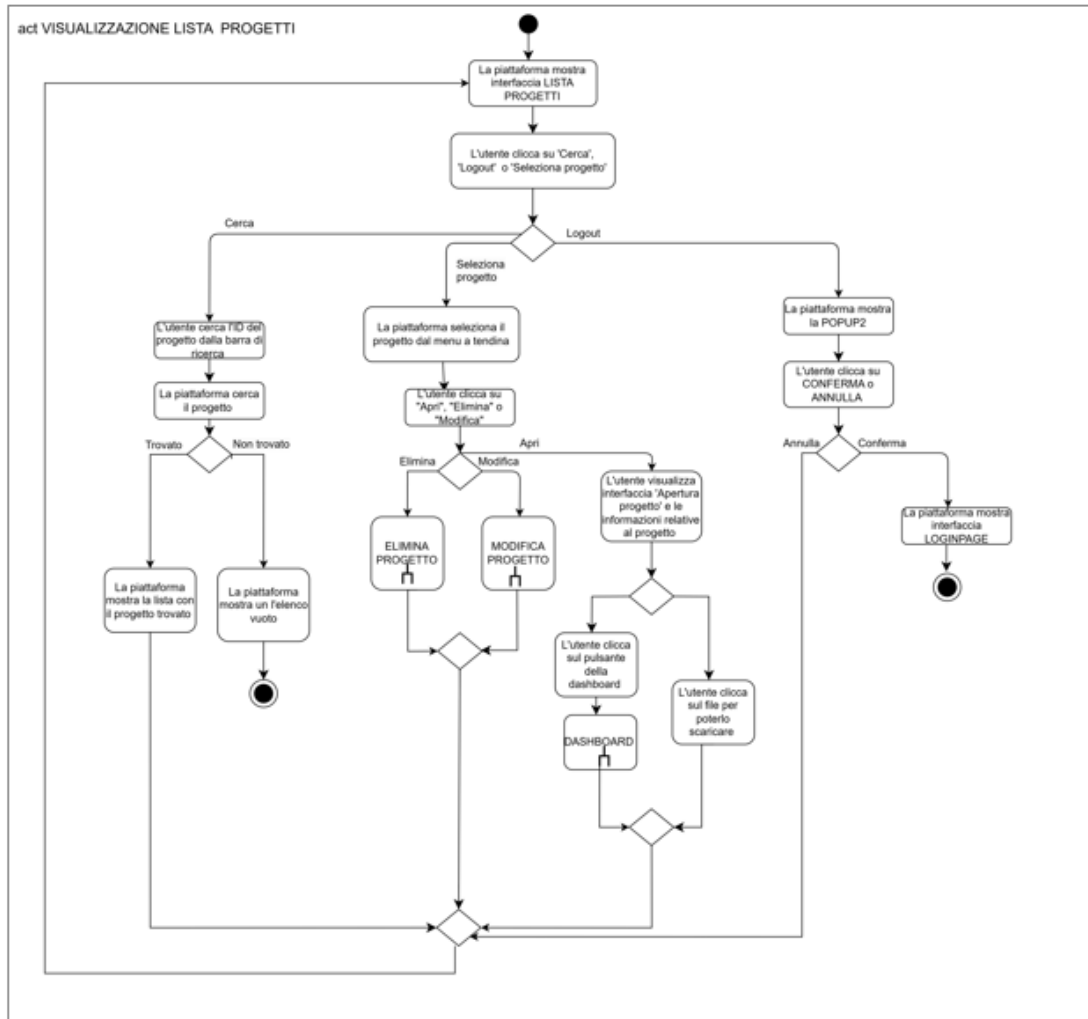 act VISUALIZZAZIONE LISTA PROGETTI
La piattaforma mostra
interfaccia LISTA
PROGETTI
L'utente clicca su 'Cerca',
'Logout' o 'Seleziona progetto'
Cerca
Logout
Seleziona
progetto
L'utente cerca l'ID del
progetto dalla barra di
ricerca
La piattaforma seleziona il
progetto dal menu a tendina
La piattaforma mostra
la POPUP2
La piattaforma cerca
il progetto
L'utente clicca su
"Apri", "Elimina" o
"Modifica"
L'utente clicca su
CONFERMA o
ANNULLA
Trovato
Non trovato
Apri
Elimina
Modifica
Annulla
Conferma
L'utente visualizza
interfaccia 'Apertura
progetto' e le
informazioni relative
al progetto
La piattaforma mostra
interfaccia
LOGINPAGE
ELIMINA
PROGETTO
MODIFICA
PROGETTO
La piattaforma
mostra la lista con
il progetto trovato
La piattaforma
mostra un l'elenco
vuoto
L'utente clicca
sul pulsante
della
dashboard
L'utente clicca
sul file per
poterlo
scaricare
DASHBOARD